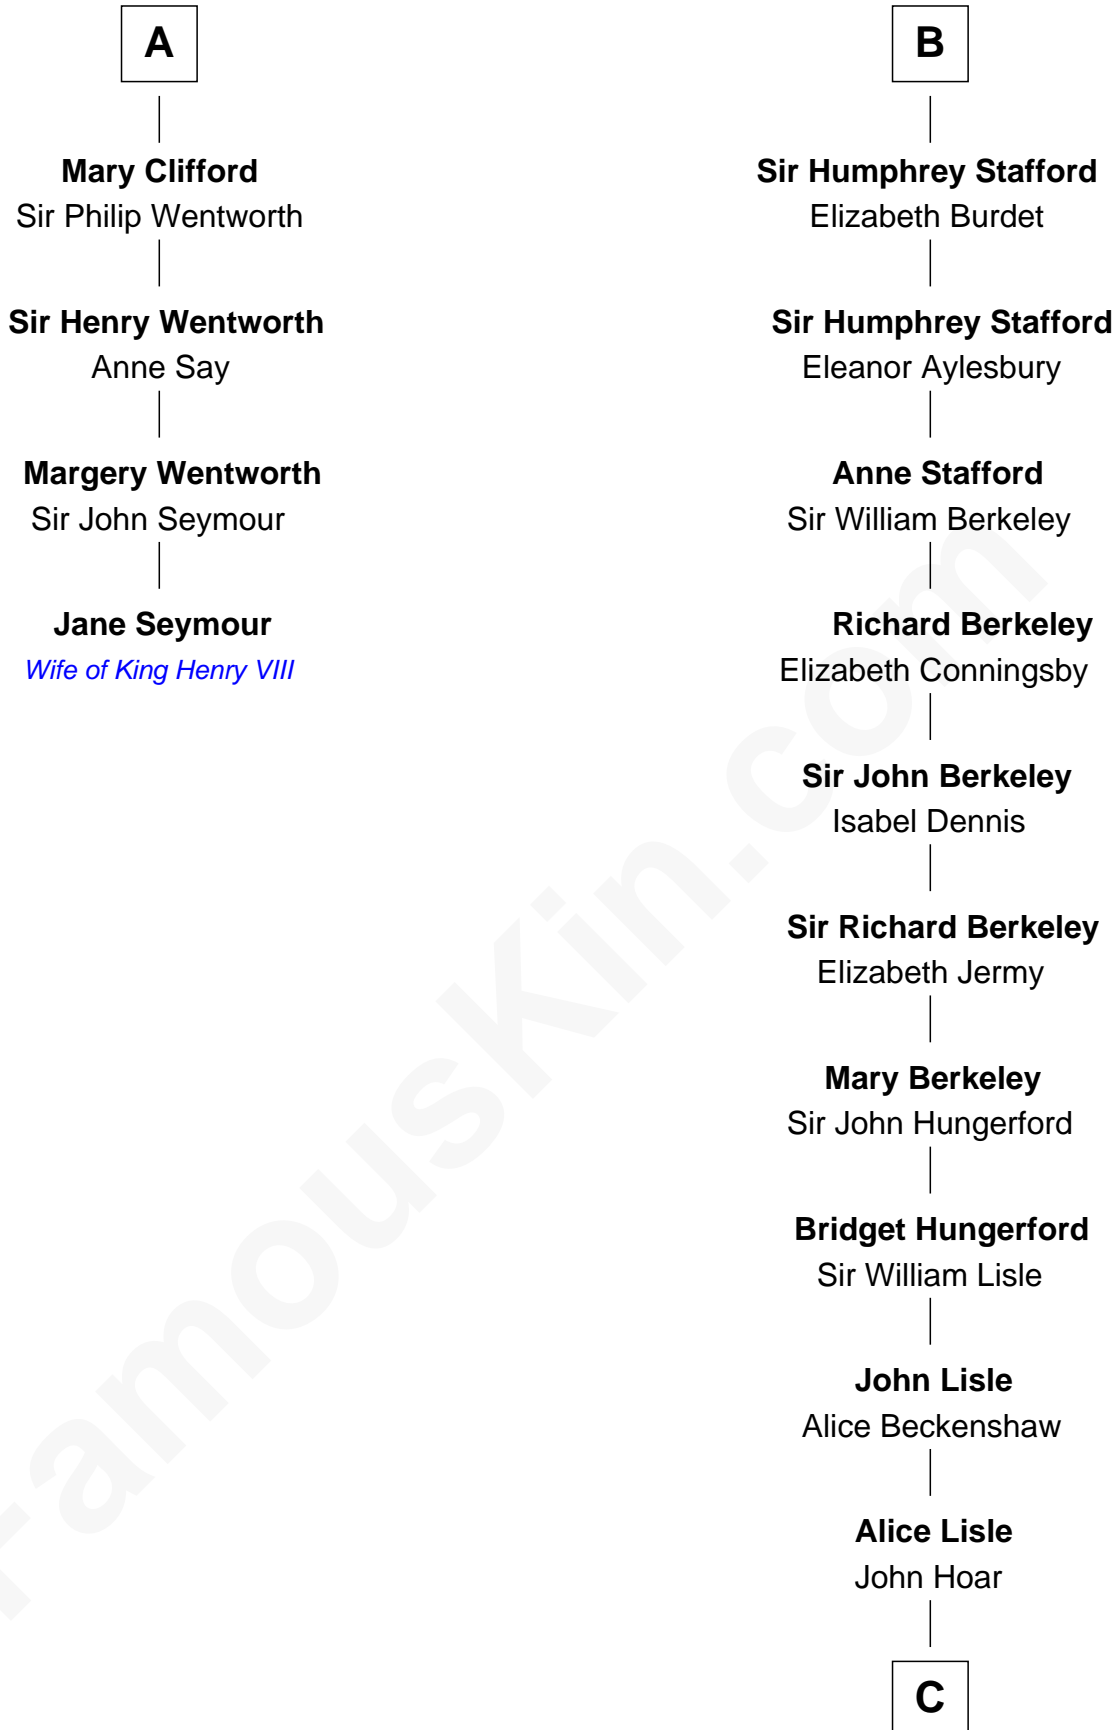 A
Mary Clifford
Sir Philip Wentworth
Sir Henry Wentworth
Anne Say
Margery Wentworth
Sir John Seymour
Jane Seymour
Wife of King Henry VIII
B
Sir Humphrey Stafford
Elizabeth Burdet
Sir Humphrey Stafford
Eleanor Aylesbury
Anne Stafford
Sir William Berkeley
Richard Berkeley
Elizabeth Conningsby
Sir John Berkeley
Isabel Dennis
Sir Richard Berkeley
Elizabeth Jermy
Mary Berkeley
Sir John Hungerford
Bridget Hungerford
Sir William Lisle
John Lisle
Alice Beckenshaw
Alice Lisle
John Hoar
C
FamousKin.com